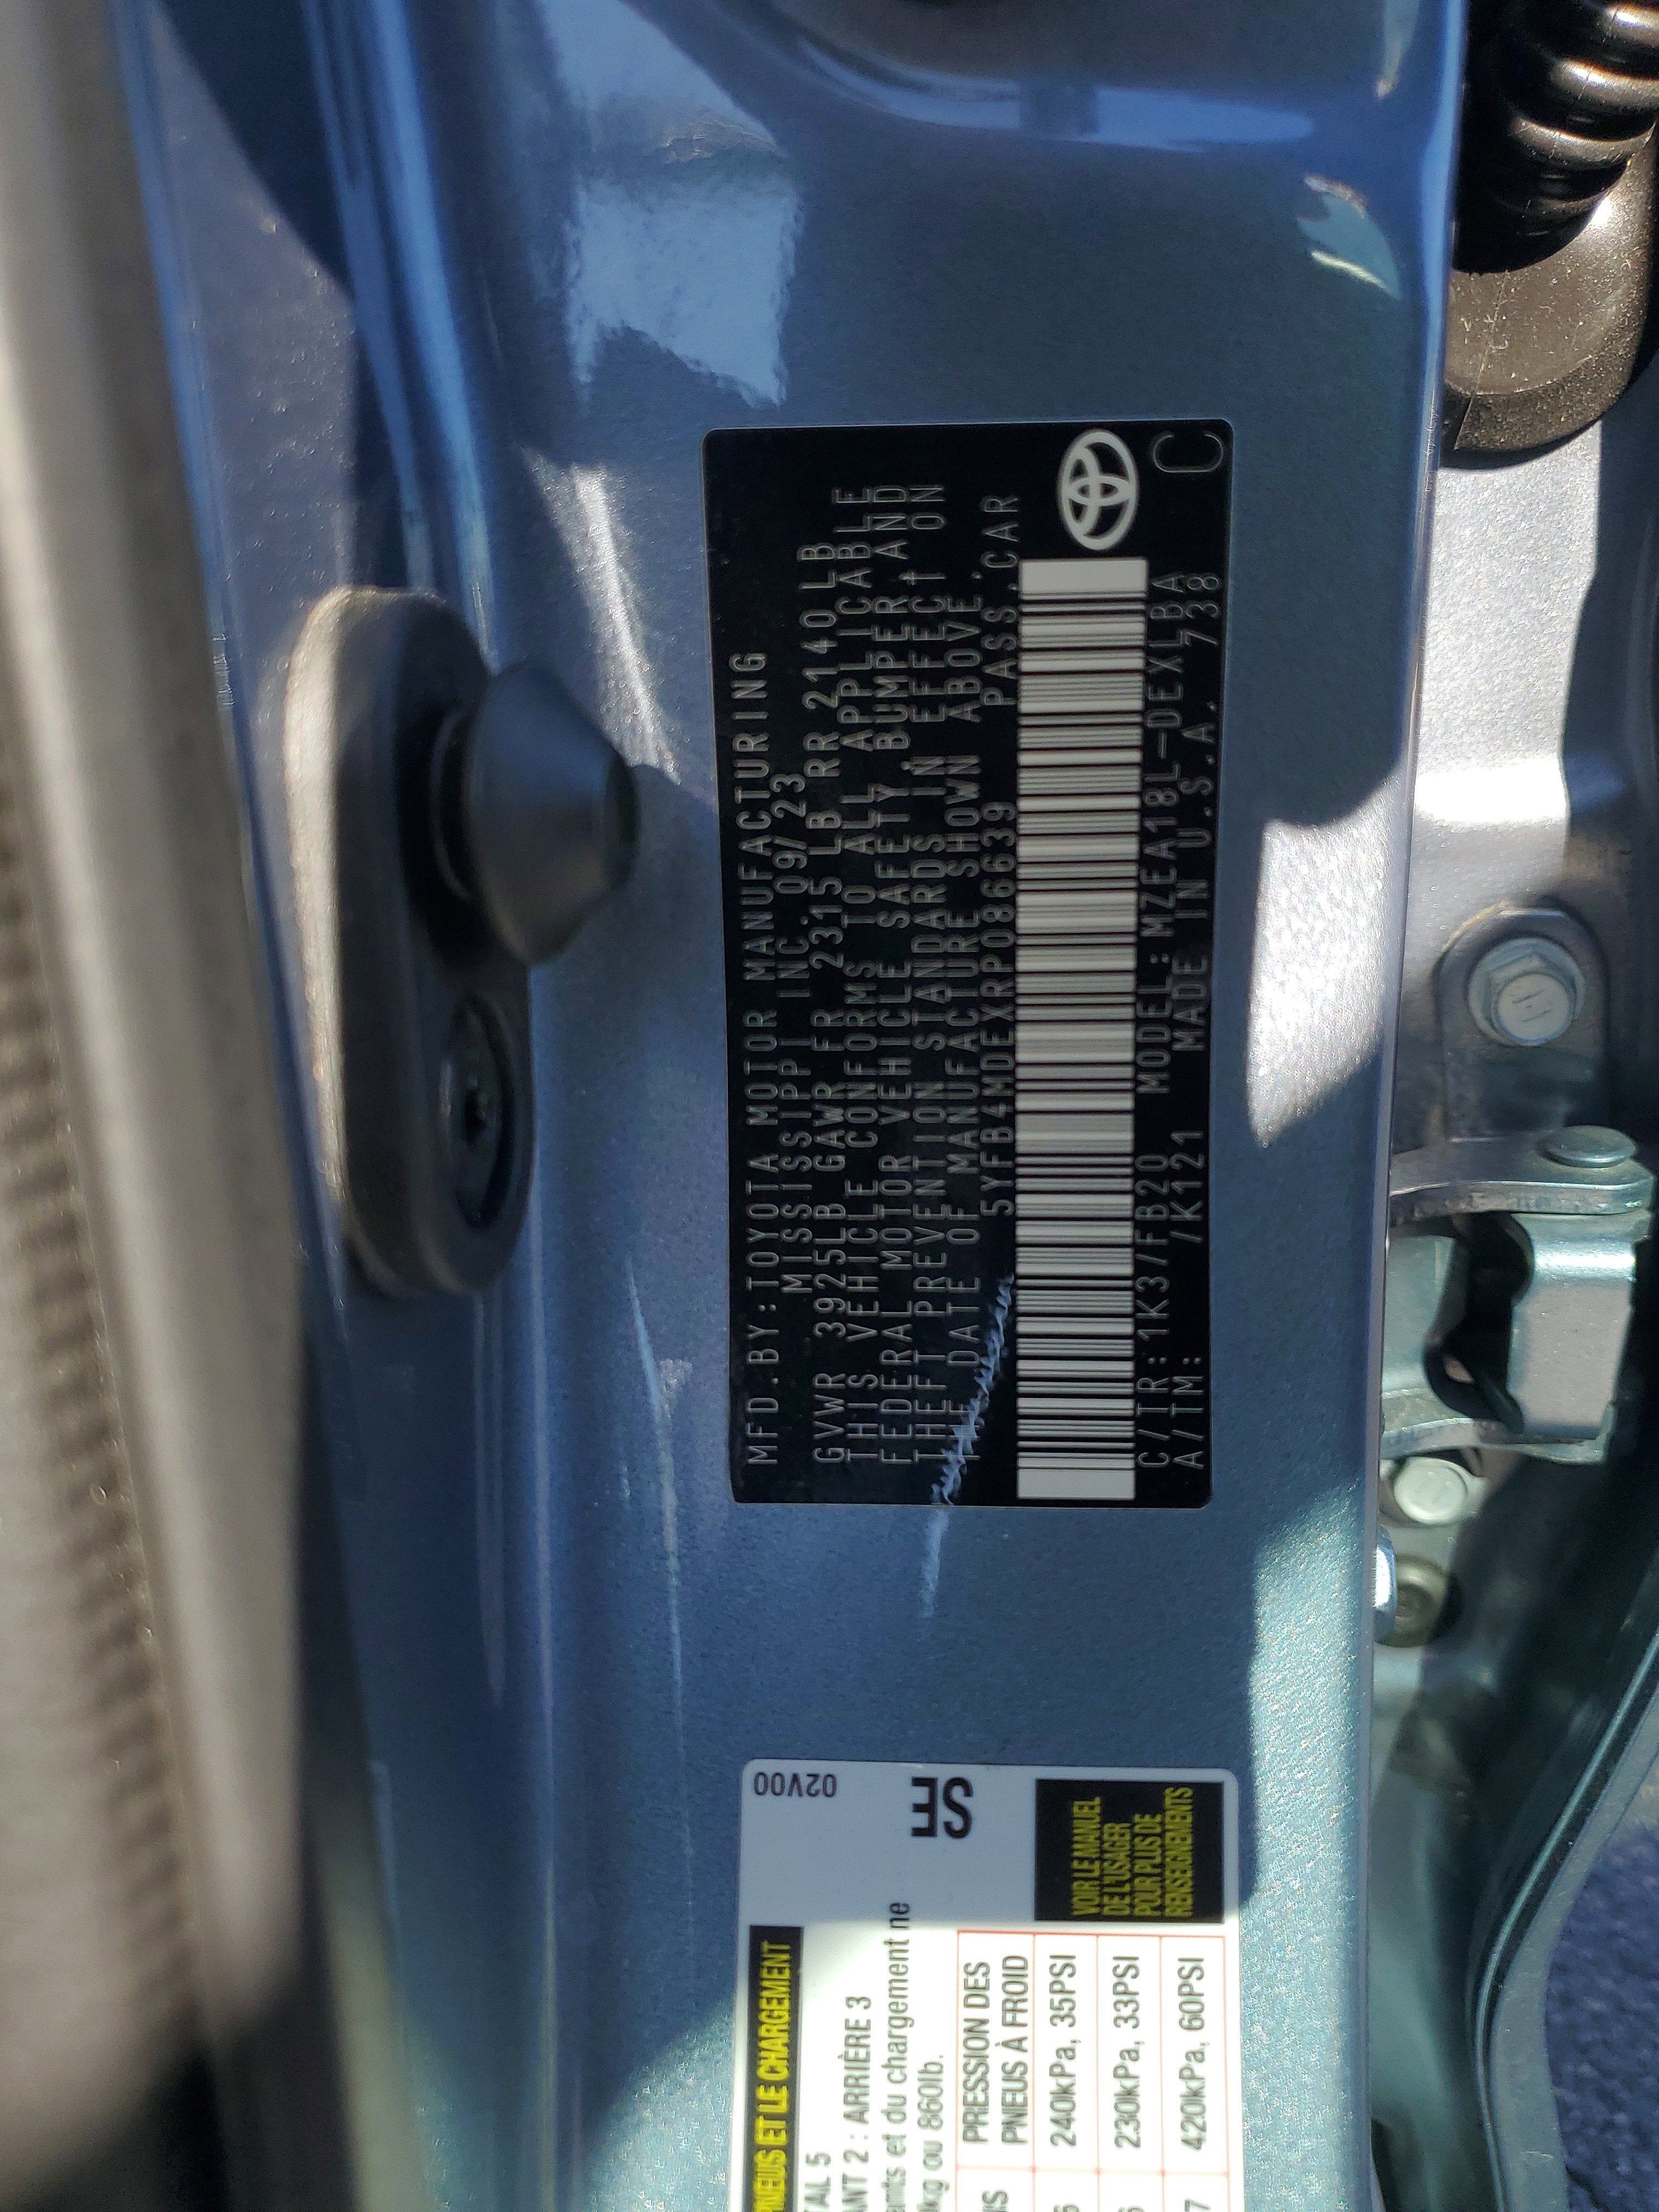 MFD.BY:TOYOTA MOTOR MANUFACTURING
MISSISSIPPI INC 09/23
GVWR 3925LB GAWR FR 2315 LB RR 2140LB
THIS VEHICLE CONFORMS TO ALL APPLICABLE
FEDERAL MOTOR VEHICLE SAFETY, BUMPER, AND
THEFT PREVENTION STANDARDS IN EFFECT ON
THE DATE OF MANUFACTURE SHOWN ABOVE.
5YFB4MDEXRP086639 PASS.CAR
C/TR:1K3/FB20 MODEL:MZEA18L-DEXLBA
A/TM: /K121 MADE IN U.S.A. 738
C
PNEUS ET LE CHARGEMENT
02V00
SE
TAL 5
ANT 2 : ARRIÈRE 3
et du chargement ne
kg ou 860lb.
PRESSION DES
PNEUS À FROID
240kPa, 35PSI
230kPa, 33PSI
420kPa, 60PSI
VOIR LE MANUEL
DE L'USAGER
POUR PLUS DE
RENSEIGNEMENTS